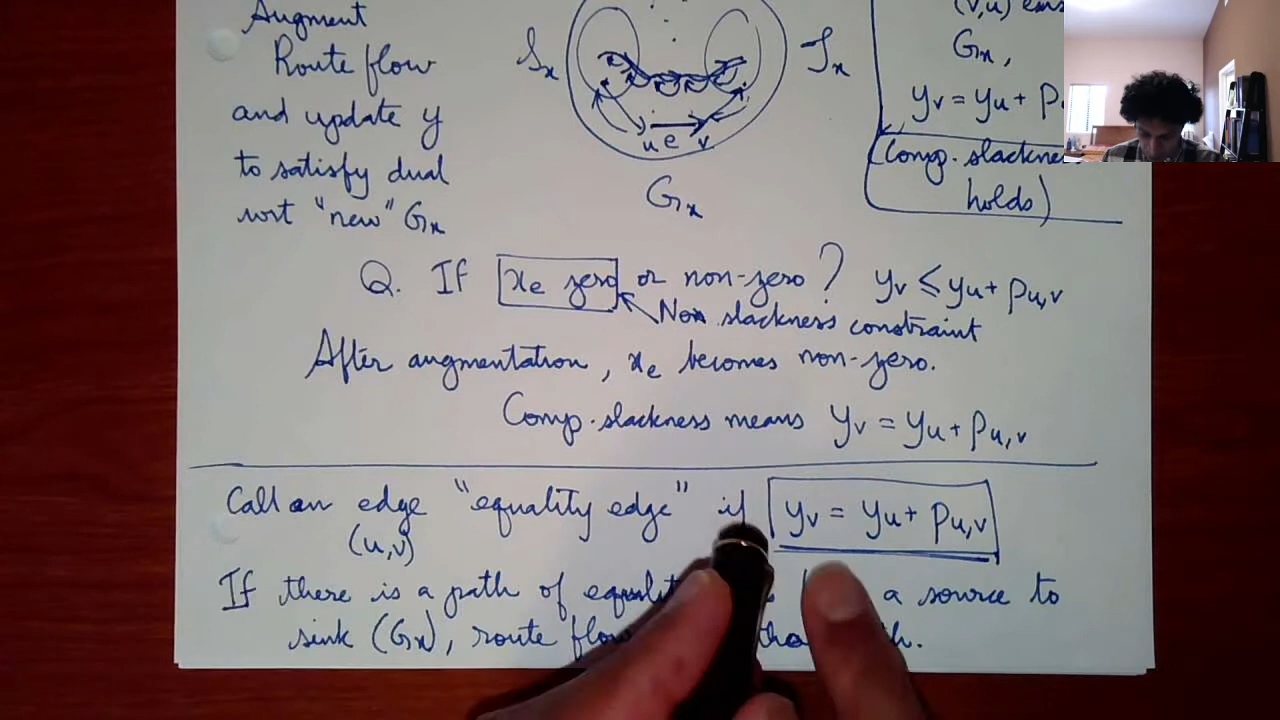 Augment
Route flow
and update y
to satisfy dual
wrt "new" Gx
Sx
Tx
u e v
Gx
(v,u)
Gx,
yv = yu + p
(Comp. slackne
holds)
Q. If xe zero or non-zero? yv ≤ yu + pu,v
slackness constraint
After augmentation, xe becomes non-zero.
Comp. slackness means yv = yu + pu,v
Call an edge "equality edge" if yv = yu + pu,v
(u,v)
If there is a path of a source to
sink (Gx), route flow